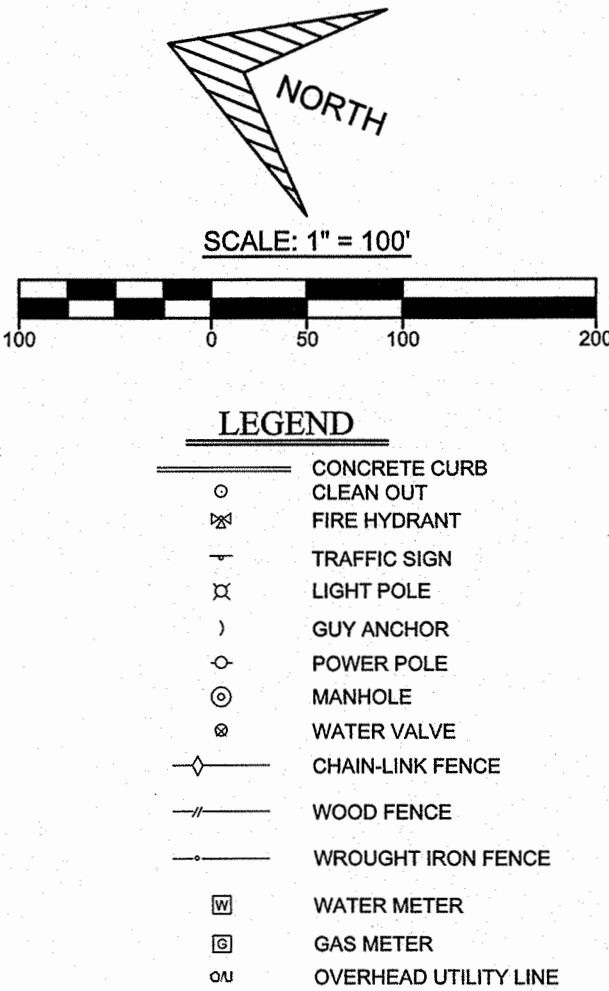 NORTH
SCALE: 1" = 100'
100 0 50 100 200
LEGEND
CONCRETE CURB
CLEAN OUT
FIRE HYDRANT
TRAFFIC SIGN
LIGHT POLE
GUY ANCHOR
POWER POLE
MANHOLE
WATER VALVE
CHAIN-LINK FENCE
WOOD FENCE
WROUGHT IRON FENCE
W WATER METER
G GAS METER
O/U OVERHEAD UTILITY LINE